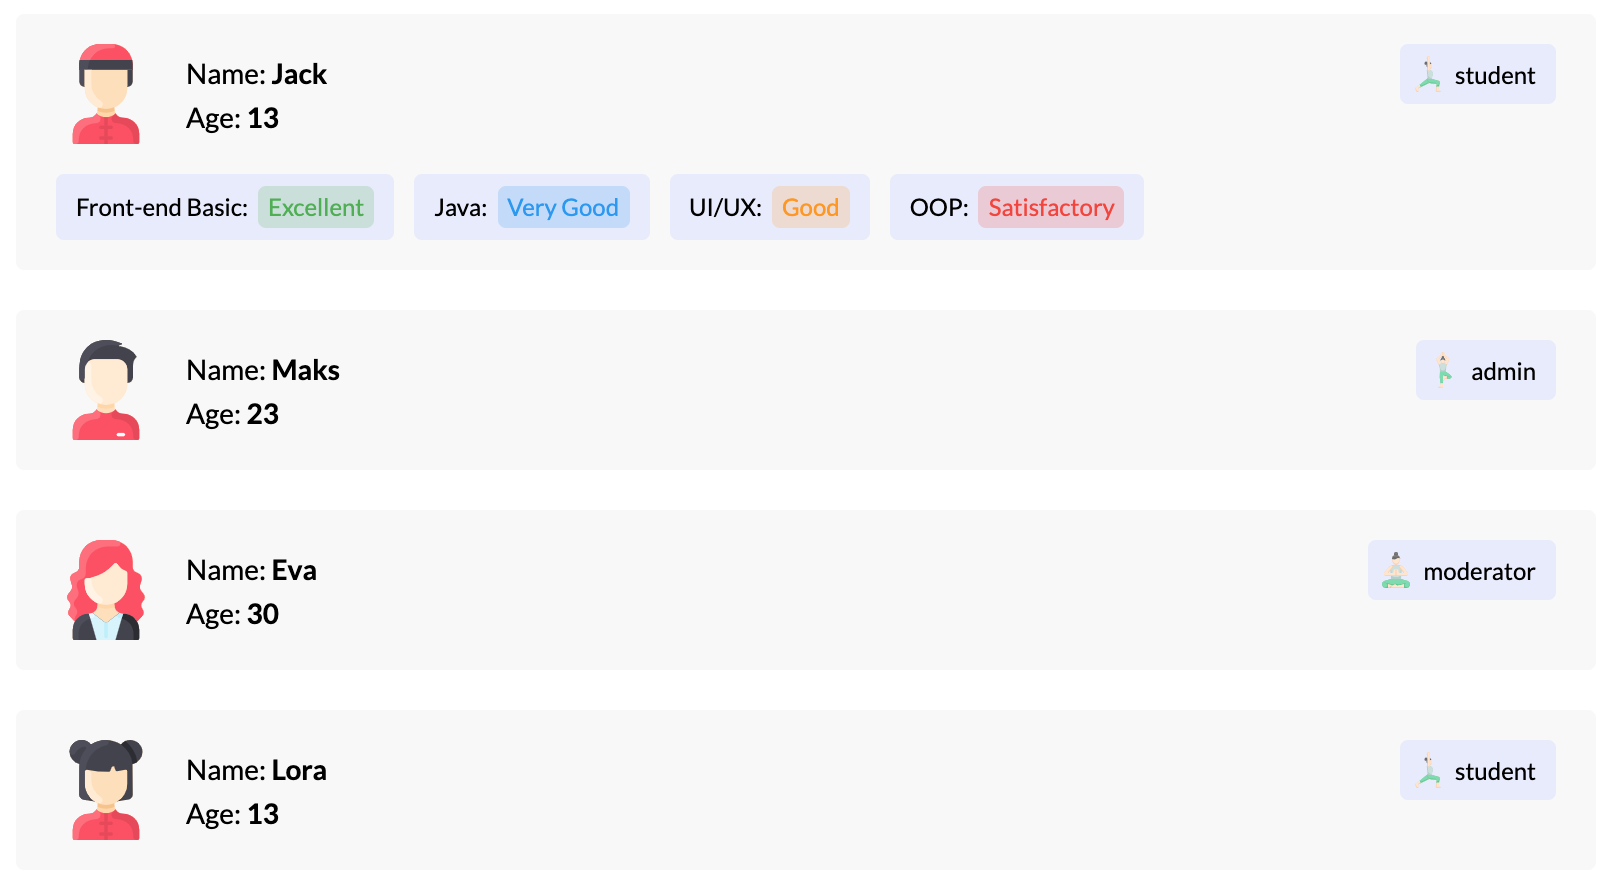 Name: Jack
student
Age: 13
Front-end Basic: Excellent
Java: Very Good
UI/UX: Good
OOP: Satisfactory
Name: Maks
admin
Age: 23
Name: Eva
moderator
Age: 30
Name: Lora
student
Age: 13